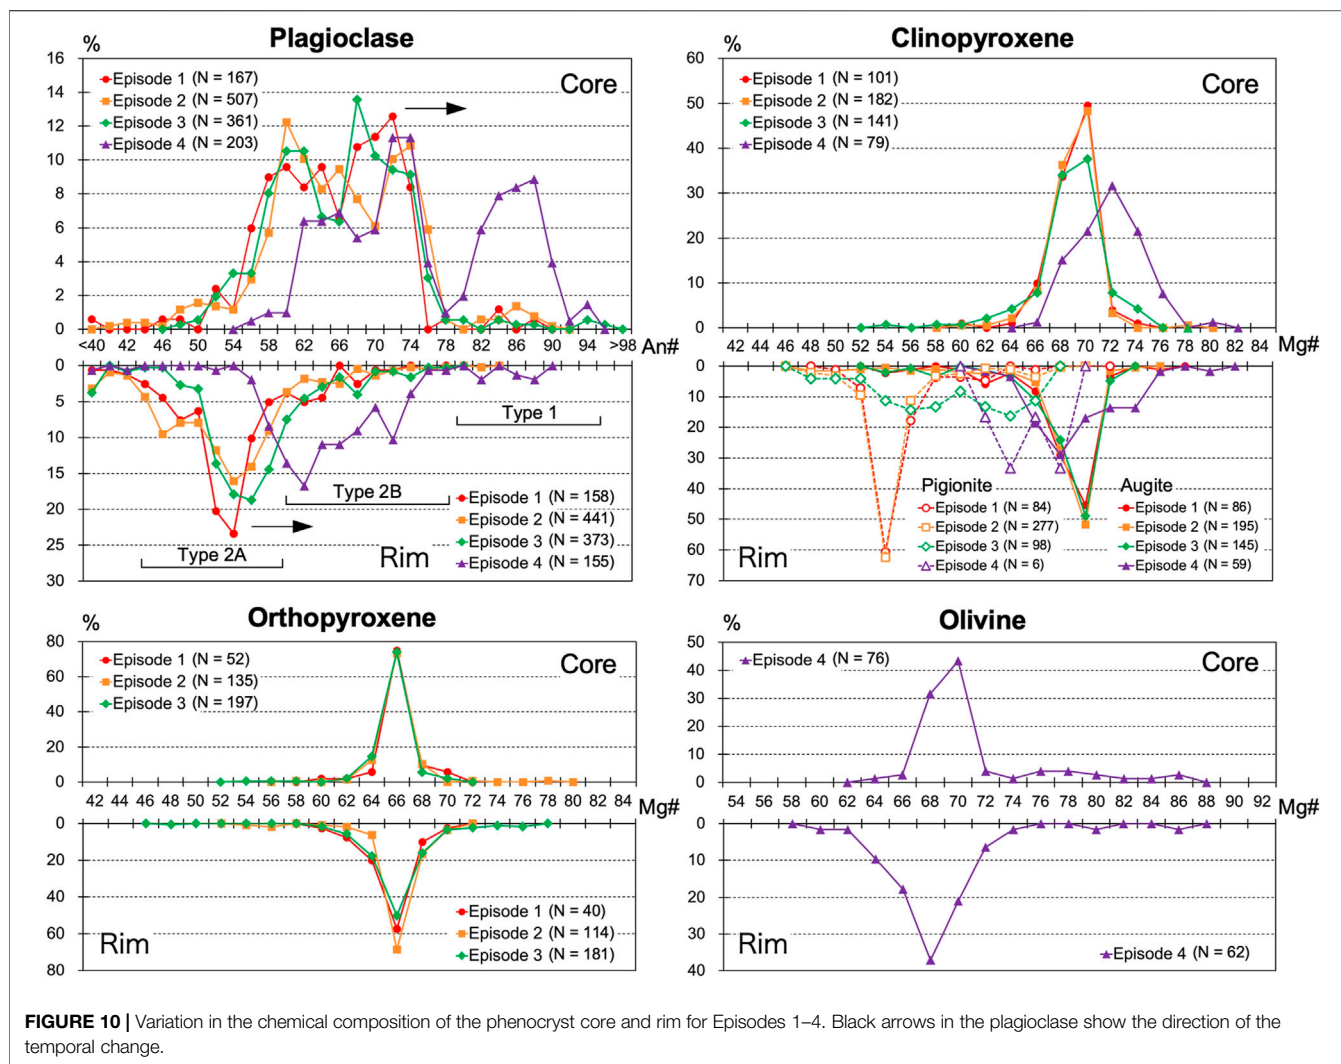 Plagioclase
%
16
14
12
10
8
6
4
2
0
Episode 1 (N = 167)
Episode 2 (N = 507)
Episode 3 (N = 361)
Episode 4 (N = 203)
Core
<40 42 44 46 48 50 52 54 56 58 60 62 64 66 68 70 72 74 76 78 80 82 84 86 88 90 92 94 96 >98
An#
0
5
10
15
20
25
30
Type 1
Type 2B
Type 2A
Rim
Episode 1 (N = 158)
Episode 2 (N = 441)
Episode 3 (N = 373)
Episode 4 (N = 155)
Clinopyroxene
%
60
50
40
30
20
10
0
Episode 1 (N = 101)
Episode 2 (N = 182)
Episode 3 (N = 141)
Episode 4 (N = 79)
Core
42 44 46 48 50 52 54 56 58 60 62 64 66 68 70 72 74 76 78 80 82 84
Mg#
0
10
20
30
40
50
60
70
Pigionite Augite
Episode 1 (N = 84) Episode 1 (N = 86)
Episode 2 (N = 277) Episode 2 (N = 195)
Episode 3 (N = 98) Episode 3 (N = 145)
Episode 4 (N = 6) Episode 4 (N = 59)
Rim
Orthopyroxene
%
80
60
40
20
0
Episode 1 (N = 52)
Episode 2 (N = 135)
Episode 3 (N = 197)
Core
42 44 46 48 50 52 54 56 58 60 62 64 66 68 70 72 74 76 78 80 82 84
Mg#
0
20
40
60
80
Rim
Episode 1 (N = 40)
Episode 2 (N = 114)
Episode 3 (N = 181)
Olivine
%
50
40
30
20
10
0
Episode 4 (N = 76)
Core
54 56 58 60 62 64 66 68 70 72 74 76 78 80 82 84 86 88 90 92
Mg#
0
10
20
30
40
Rim
Episode 4 (N = 62)
FIGURE 10 | Variation in the chemical composition of the phenocryst core and rim for Episodes 1–4. Black arrows in the plagioclase show the direction of the
temporal change.